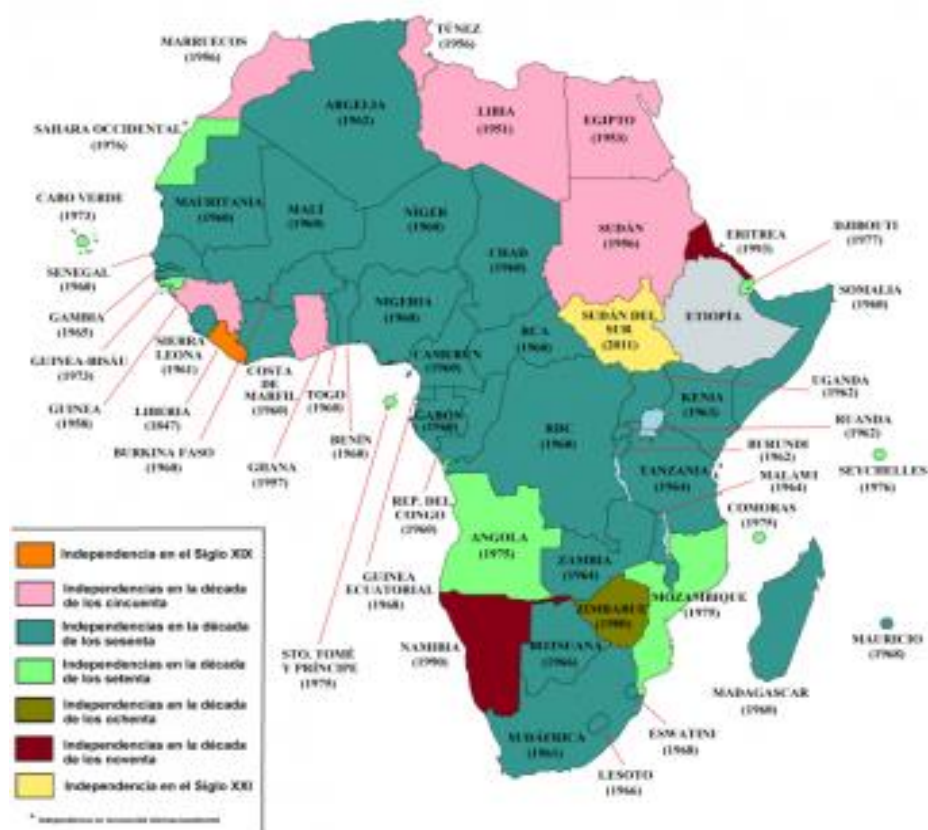 MARRUECOS
(1956)
TÚNEZ
(1956)
ARGELIA
(1962)
LIBIA
(1951)
EGIPTO
(1953)
SAHARA OCCIDENTAL*
(1976)
CABO VERDE
(1973)
MAURITANIA
(1960)
MALÍ
(1960)
NÍGER
(1960)
CHAD
(1960)
SUDÁN
(1956)
ERITREA
(1993)
DJIBOUTI
(1977)
SENEGAL
(1960)
GAMBIA
(1965)
GUINEA-BISÁU
(1973)
GUINEA
(1958)
SIERRA
LEONA
(1961)
LIBERIA
(1847)
BURKINA FASO
(1960)
COSTA
DE
MARFIL
(1960)
GHANA
(1957)
TOGO
(1960)
BENÍN
(1960)
NIGERIA
(1960)
CAMERÚN
(1960)
RCA
(1960)
SUDÁN DEL
SUR
(2011)
ETIOPÍA
SOMALIA
(1960)
UGANDA
(1962)
KENIA
(1963)
RUANDA
(1962)
BURUNDI
(1962)
GABÓN
(1960)
RDC
(1960)
TANZANIA
(1964)
MALAWI
(1964)
SEYCHELLES
(1976)
COMORAS
(1975)
REP. DEL
CONGO
(1960)
GUINEA
ECUATORIAL
(1968)
STO. TOMÉ
Y PRÍNCIPE
(1975)
ANGOLA
(1975)
ZAMBIA
(1964)
MOZAMBIQUE
(1975)
ZIMBABUE
(1980)
NAMIBIA
(1990)
BOTSUANA
(1966)
MADAGASCAR
(1960)
MAURICIO
(1968)
SUDÁFRICA
(1961)
ESWATINI
(1968)
LESOTO
(1966)
Independencia en el Siglo XIX
Independencias en la década
de los cincuenta
Independencias en la década
de los sesenta
Independencias en la década
de los setenta
Independencias en la década
de los ochenta
Independencias en la década
de los noventa
Independencia en el Siglo XXI